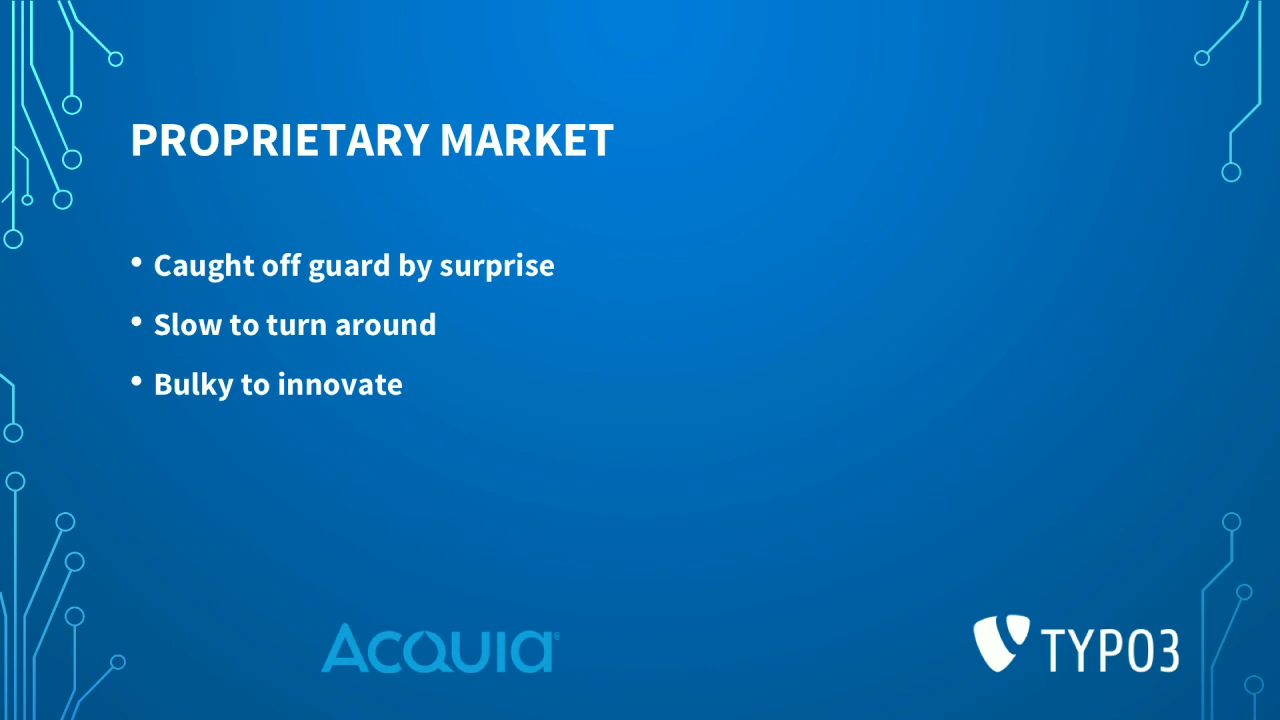 PROPRIETARY MARKET
• Caught off guard by surprise
• Slow to turn around
• Bulky to innovate
ACQUIA®
TYPO3